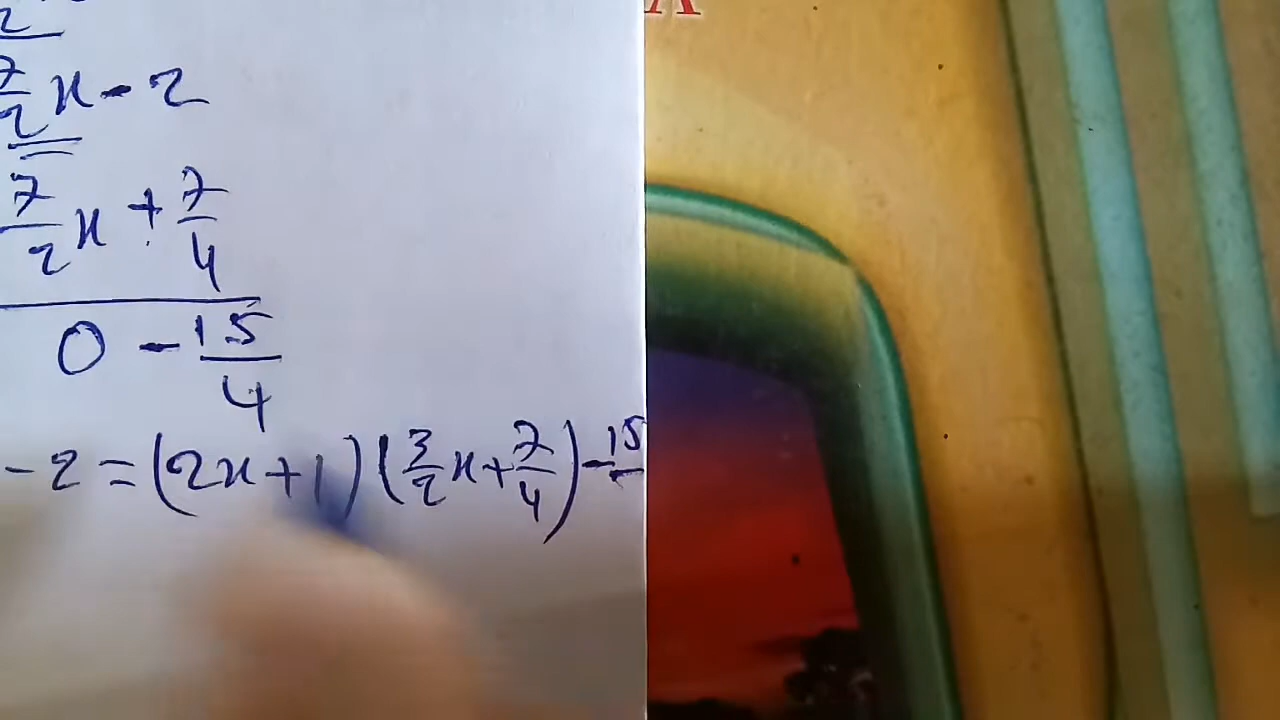 7/2 x - 2
7/2 x + 7/4
0 - 15/4
- 2 = (2x+1) (3/2 x + 7/4) - 15